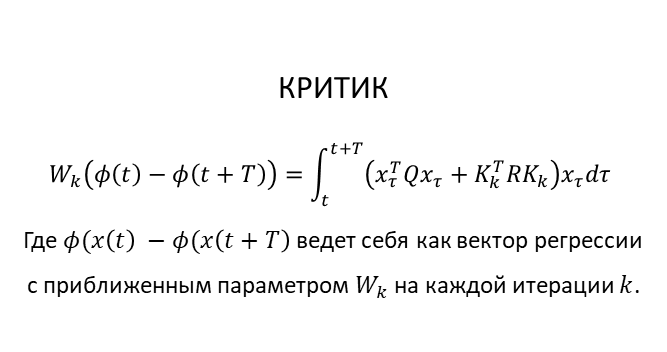 КРИТИК
W_k(ϕ(t) − ϕ(t + T)) = ∫_t^{t+T} (x_τ^T Q x_τ + K_k^T R K_k) x_τ dτ
Где ϕ(x(t) − ϕ(x(t + T) ведет себя как вектор регрессии
с приближенным параметром W_k на каждой итерации k.